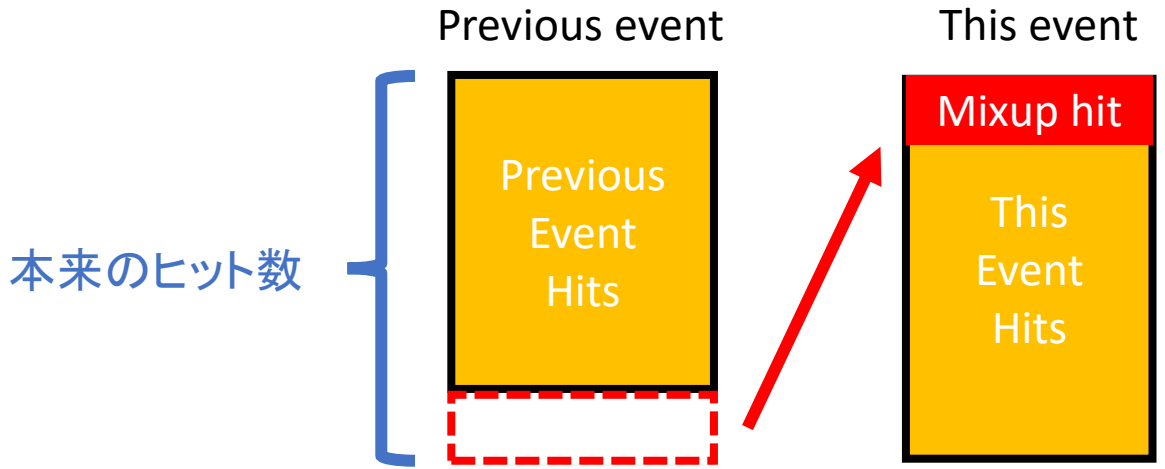 Previous event
This event
本来のヒット数
Previous
Event
Hits
Mixup hit
This
Event
Hits